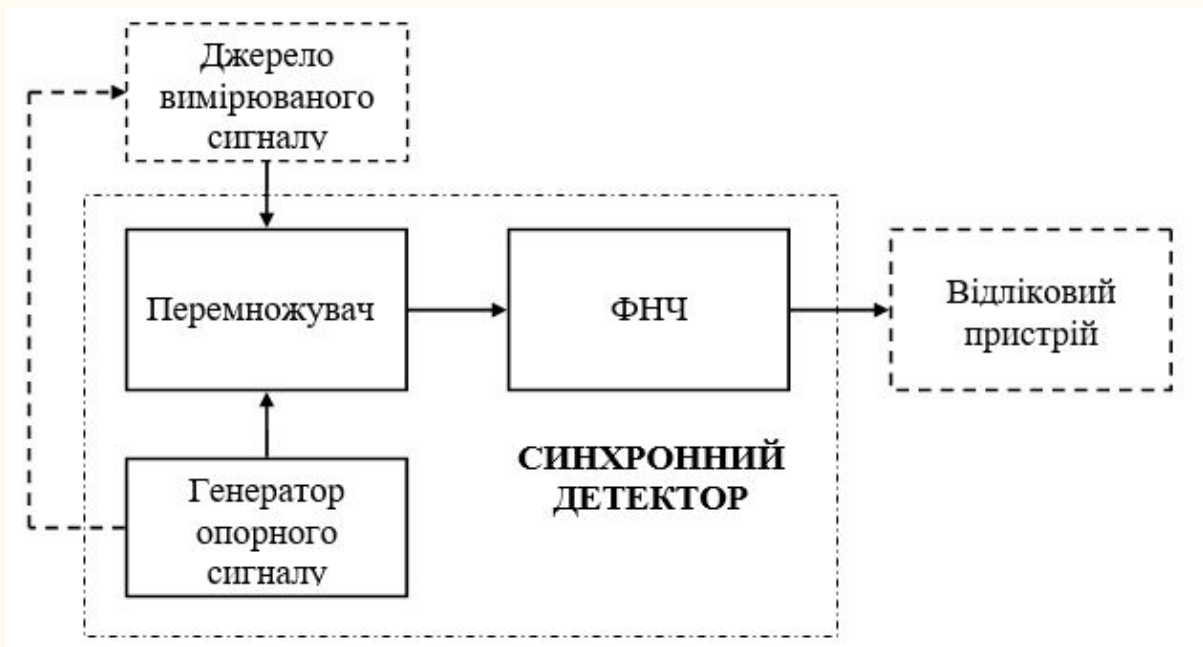 Джерело
вимірюваного
сигналу
Перемножувач
ФНЧ
Відліковий
пристрій
СИНХРОННИЙ
ДЕТЕКТОР
Генератор
опорного
сигналу